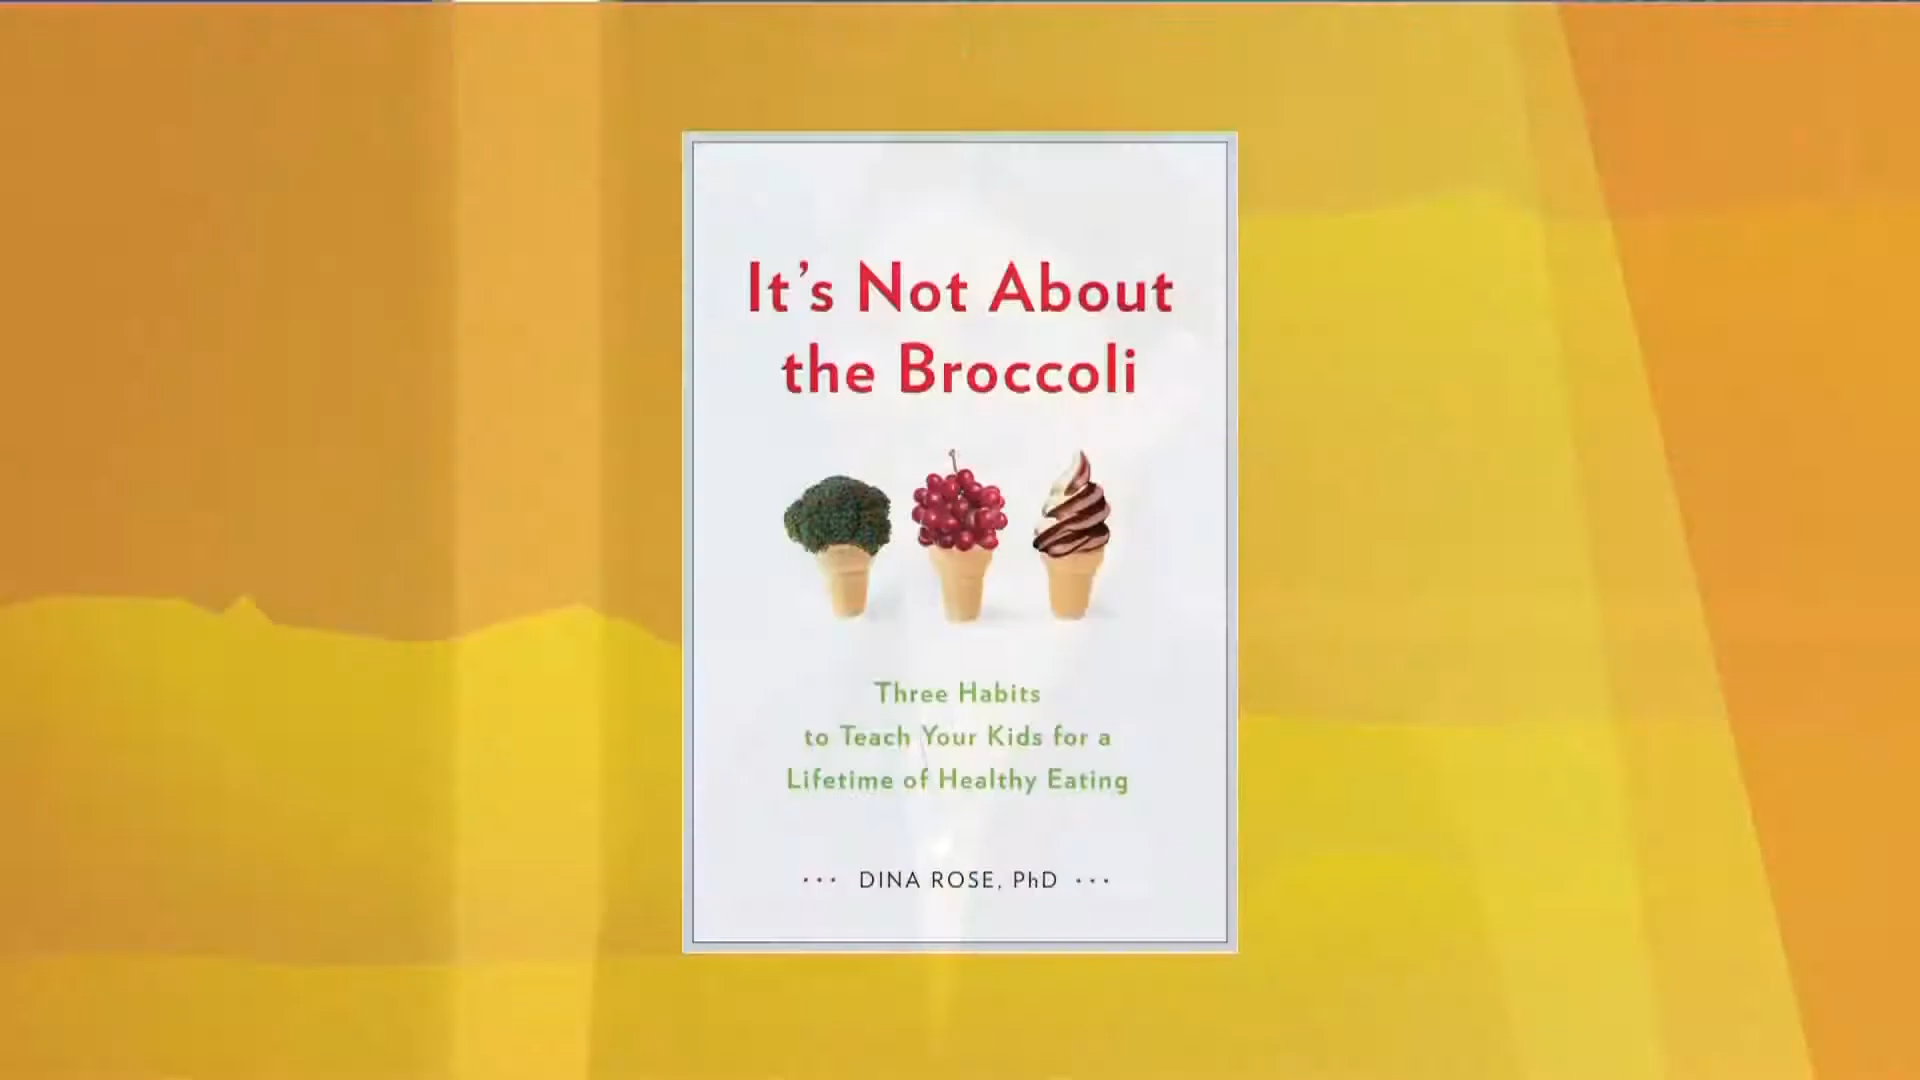 It's Not About
the Broccoli
Three Habits
to Teach Your Kids for a
Lifetime of Healthy Eating
··· DINA ROSE, PhD ···